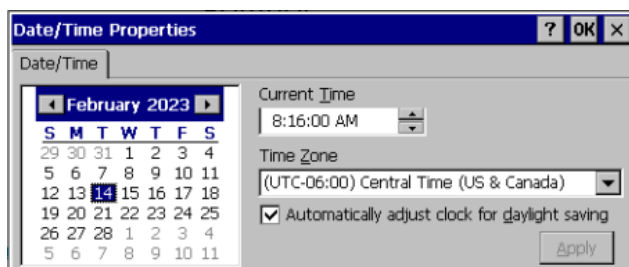 Date/Time Properties ? OK ×
Date/Time
February 2023
S M T W T F S
29 30 31 1 2 3 4
5 6 7 8 9 10 11
12 13 14 15 16 17 18
19 20 21 22 23 24 25
26 27 28 1 2 3 4
5 6 7 8 9 10 11
Current Time
8:16:00 AM
Time Zone
(UTC-06:00) Central Time (US & Canada)
Automatically adjust clock for daylight saving
Apply